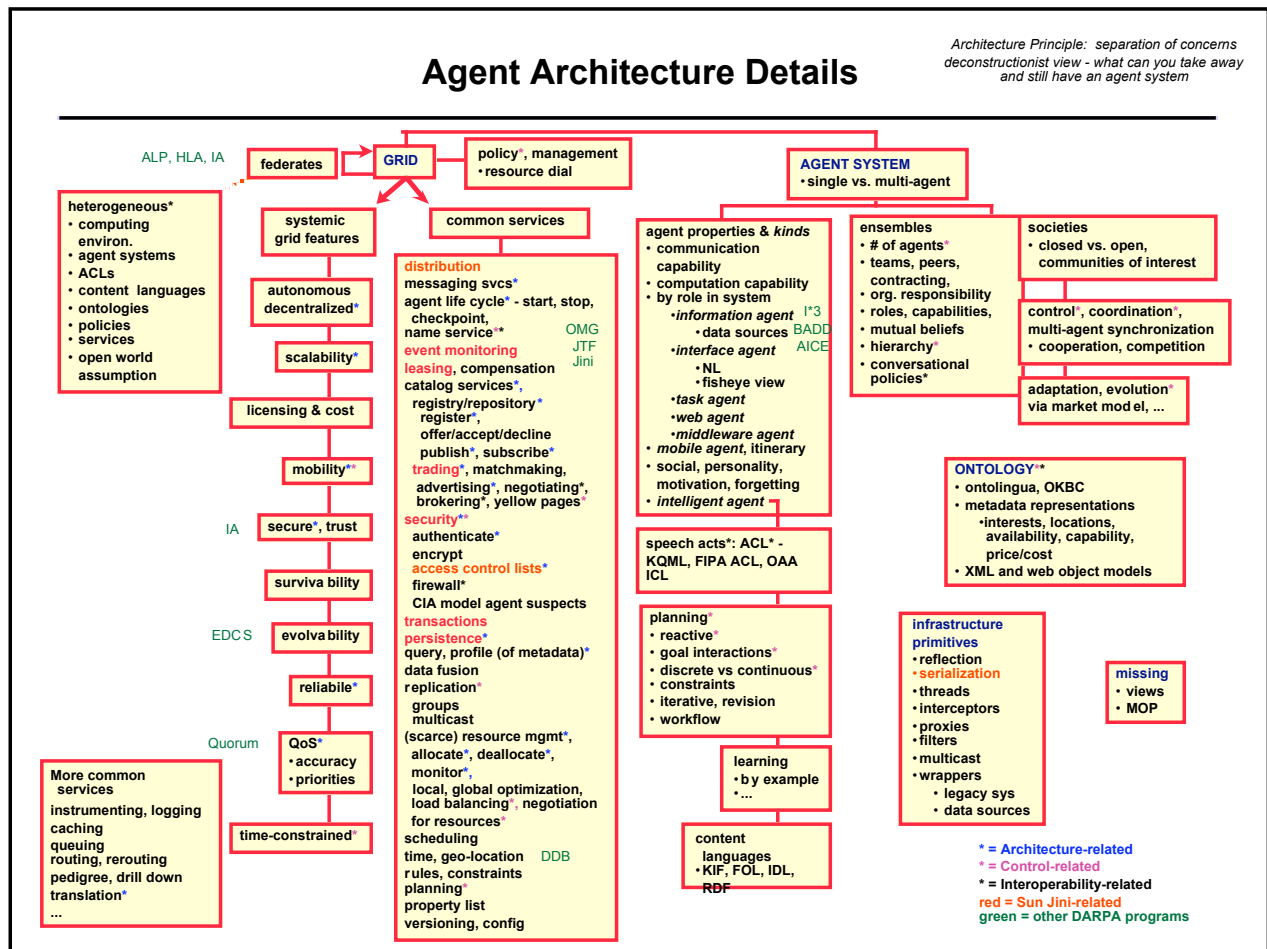 Agent Architecture Details
Architecture Principle:  separation of concerns
deconstructionist view - what can you take away
and still have an agent system
ALP, HLA, IA
federates
GRID
policy*, management
• resource dial
AGENT SYSTEM
• single vs. multi-agent
heterogeneous*
• computing
environ.
• agent systems
• ACLs
• content  languages
• ontologies
• policies
• services
• open world
assumption
systemic
grid features
autonomous
decentralized*
scalability*
licensing & cost
mobility**
IA
secure*, trust
surviva bility
EDCS
evolva bility
reliabile*
Quorum
QoS*
• accuracy
• priorities
time-constrained*
More common
services
instrumenting, logging
caching
queuing
routing, rerouting
pedigree, drill down
translation*
...
common services
distribution
messaging svcs*
agent life cycle* - start, stop,
checkpoint,
name service**
event monitoring
leasing, compensation
catalog services*,
registry/repository*
register*,
offer/accept/decline
publish*, subscribe*
trading*, matchmaking,
advertising*, negotiating*,
brokering*, yellow pages*
security**
authenticate*
encrypt
access control lists*
firewall*
CIA model agent suspects
transactions
persistence*
query, profile (of metadata)*
data fusion
replication*
groups
multicast
(scarce) resource mgmt*,
allocate*, deallocate*,
monitor*,
local, global optimization,
load balancing*, negotiation
for resources*
scheduling
time, geo-location
rules, constraints
planning*
property list
versioning, config
OMG
JTF
Jini
DDB
agent properties & kinds
• communication
capability
• computation capability
• by role in system
•information agent
• data sources
•interface agent
• NL
• fisheye view
•task agent
•web agent
•middleware agent
• mobile agent, itinerary
• social, personality,
motivation, forgetting
• intelligent agent
I*3
BADD
AICE
speech acts*: ACL* -
KQML, FIPA ACL, OAA
ICL
planning*
• reactive*
• goal interactions*
• discrete vs continuous*
• constraints
• iterative, revision
• workflow
learning
• by example
• ...
content
languages
• KIF, FOL, IDL,
RDF
ensembles
• # of agents*
• teams, peers,
contracting,
• org. responsibility
• roles, capabilities,
mutual beliefs
• hierarchy*
• conversational
policies*
societies
• closed vs. open,
communities of interest
control*, coordination*,
multi-agent synchronization
• cooperation, competition
adaptation, evolution*
via market mod el, ...
ONTOLOGY**
• ontolingua, OKBC
• metadata representations
•interests, locations,
availability, capability,
price/cost
• XML and web object models
infrastructure
primitives
• reflection
• serialization
• threads
• interceptors
• proxies
• filters
• multicast
• wrappers
• legacy sys
• data sources
missing
• views
• MOP
* = Architecture-related
* = Control-related
* = Interoperability-related
red = Sun Jini-related
green = other DARPA programs